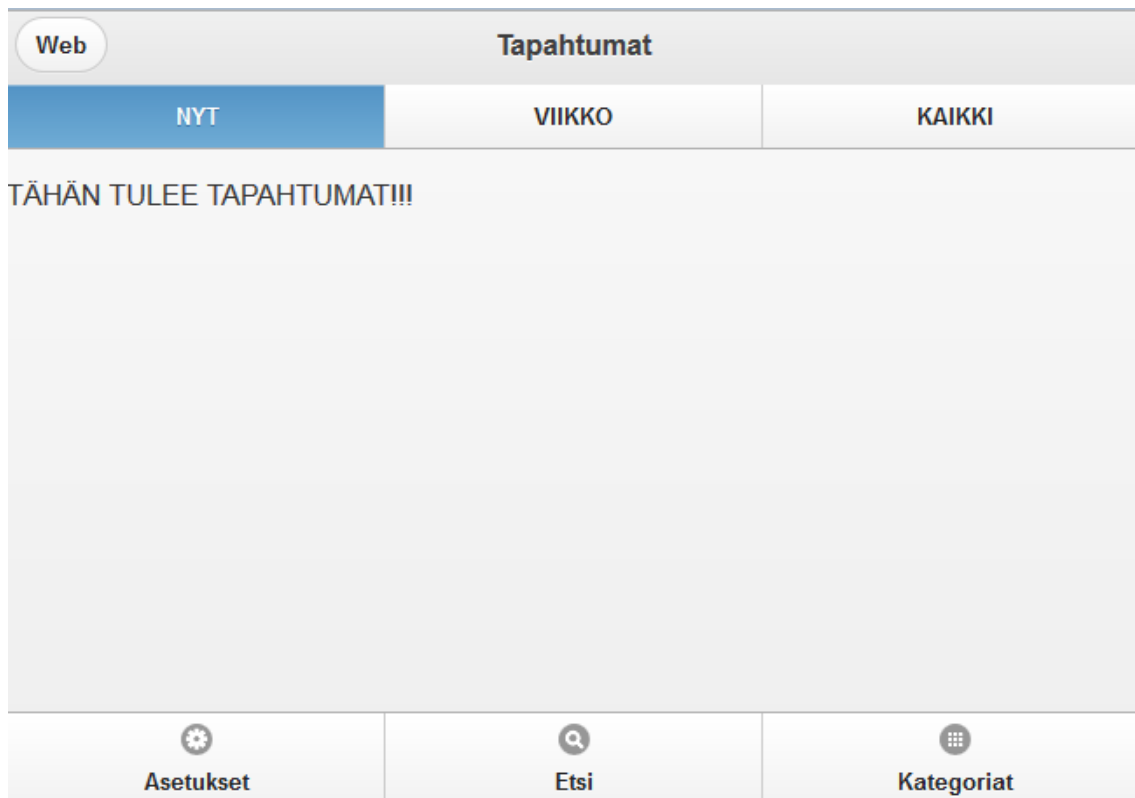 Web
Tapahtumat
NYT
VIIKKO
KAIKKI
TÄHÄN TULEE TAPAHTUMAT!!!
Asetukset
Etsi
Kategoriat